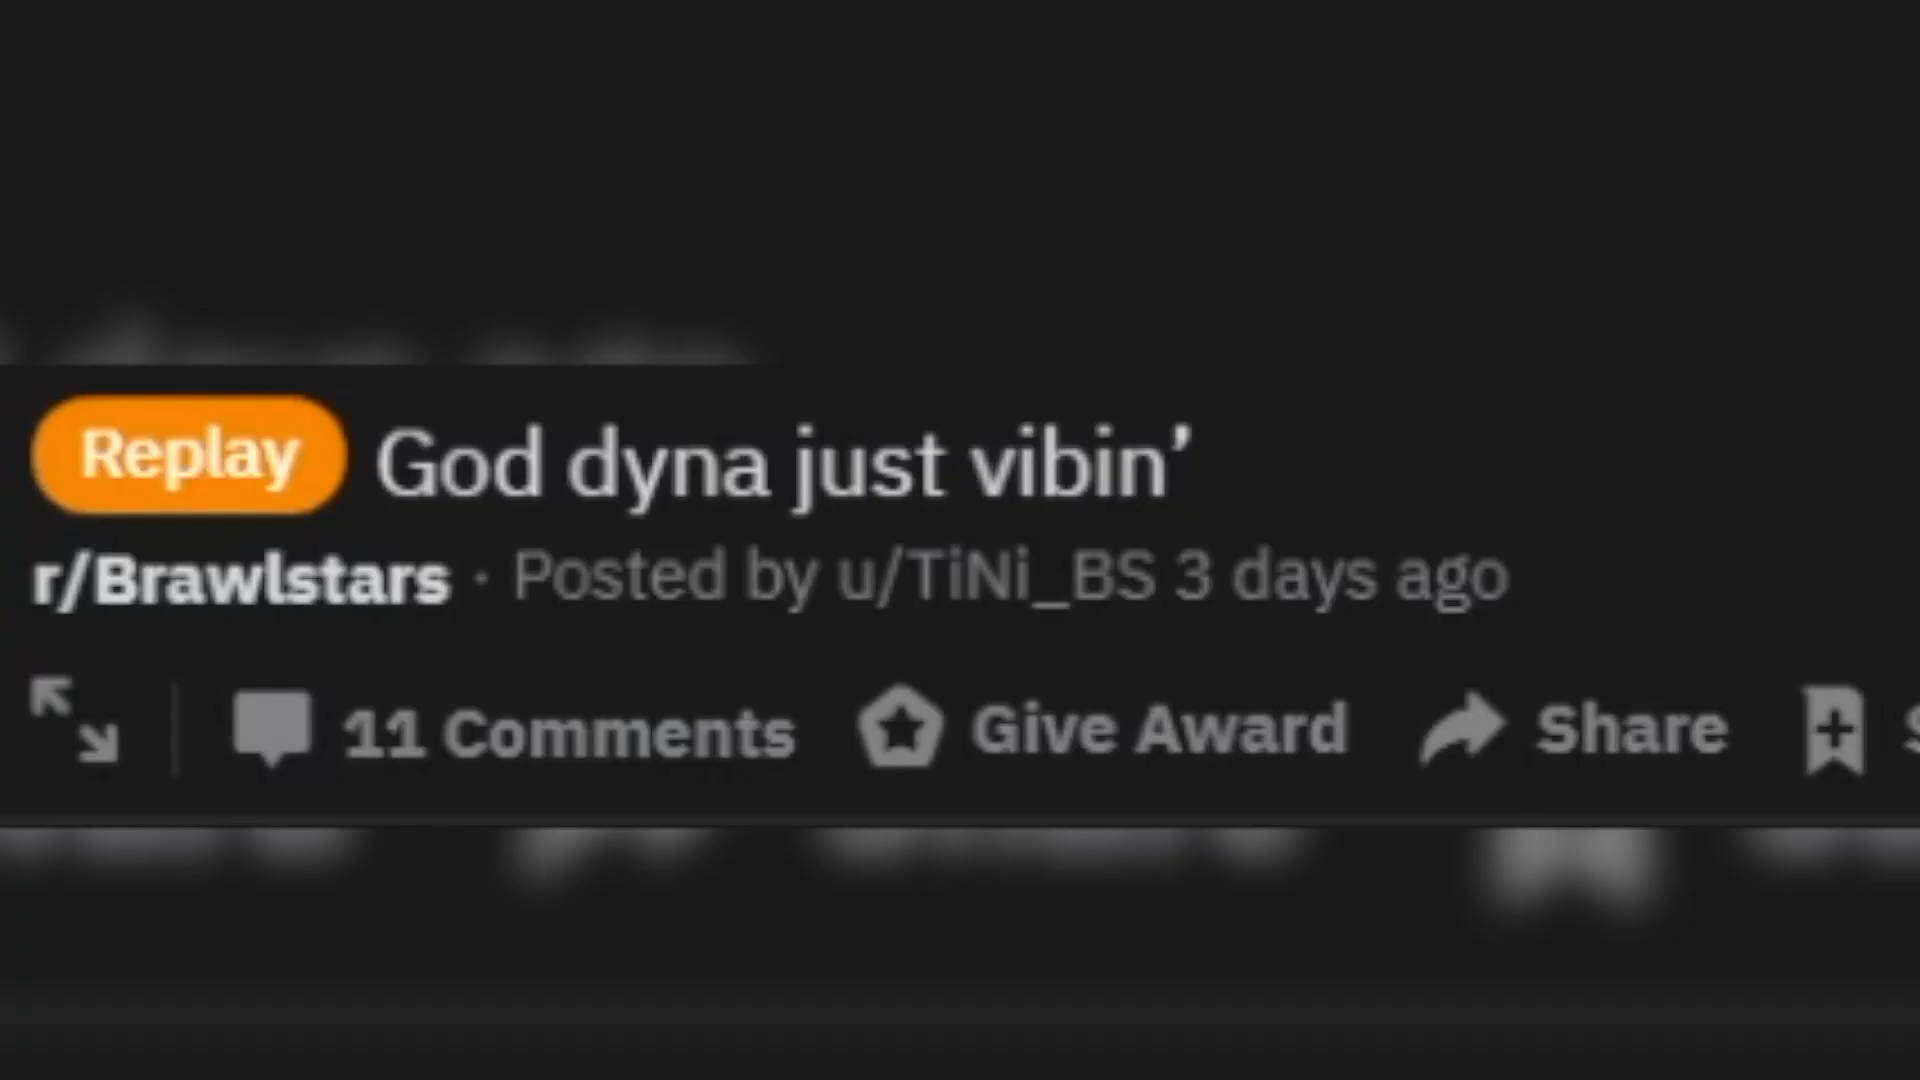 Replay God dyna just vibin’
r/Brawlstars · Posted by u/TiNi_BS 3 days ago
11 Comments Give Award Share